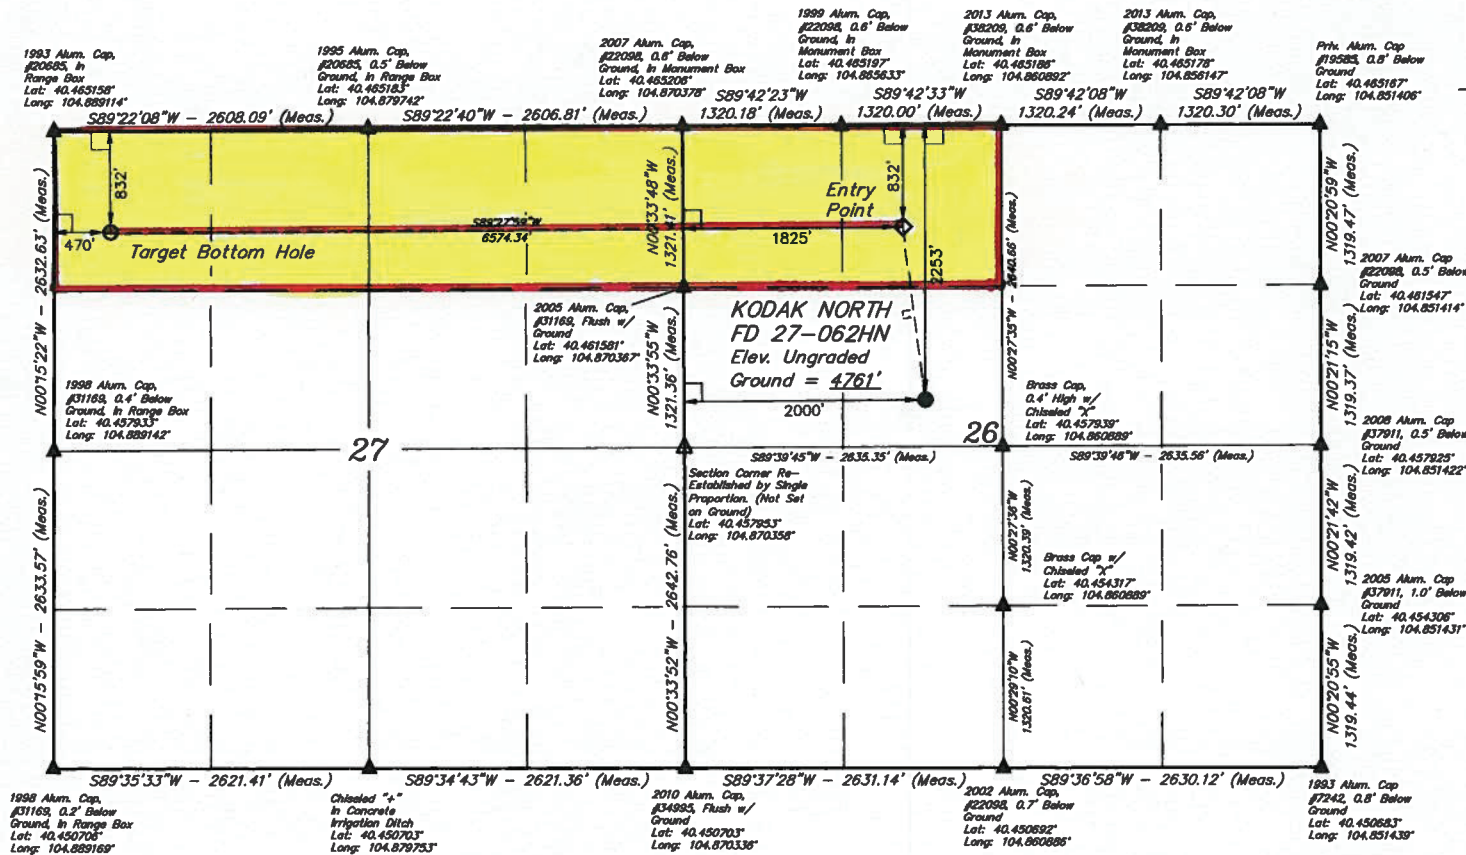 1993 Alum. Cap,
#20685, In
Range Box
Lat: 40.465158°
Long: 104.889114°
1995 Alum. Cap,
#20685, 0.5' Below
Ground, In Range Box
Lat: 40.465183°
Long: 104.879742°
2007 Alum. Cap,
#22098, 0.6' Below
Ground, In Monument Box
Lat: 40.465206°
Long: 104.870378°
1999 Alum. Cap,
#22098, 0.6' Below
Ground, In
Monument Box
Lat: 40.465197°
Long: 104.865633°
2013 Alum. Cap,
#38209, 0.6' Below
Ground, In
Monument Box
Lat: 40.465186°
Long: 104.860892°
2013 Alum. Cap,
#38209, 0.6' Below
Ground, In
Monument Box
Lat: 40.465178°
Long: 104.856147°
Priv. Alum. Cap
#19585, 0.8' Below
Ground
Lat: 40.465167°
Long: 104.851406°
S89°22'08"W - 2608.09' (Meas.)
S89°22'40"W - 2606.81' (Meas.)
S89°42'23"W
1320.18' (Meas.)
S89°42'33"W
1320.00' (Meas.)
S89°42'08"W
1320.24' (Meas.)
S89°42'08"W
1320.30' (Meas.)
N00°15'22"W - 2632.63' (Meas.)
832'
470'
Target Bottom Hole
S89°27'59"W
6574.34'
N00°33'48"W
1321.41' (Meas.)
Entry
Point
832'
1825'
2253'
N00°27'35"W - 2640.66' (Meas.)
N00°20'59"W
1319.47' (Meas.)
2007 Alum. Cap
#22098, 0.5' Below
Ground
Lat: 40.461547°
Long: 104.851414°
2005 Alum. Cap,
#31169, Flush w/
Ground
Lat: 40.461581°
Long: 104.870367°
KODAK NORTH
FD 27-062HN
Elev. Ungraded
Ground = 4761'
N00°33'55"W
1321.36' (Meas.)
2000'
N00°21'15"W
1319.37' (Meas.)
1998 Alum. Cap,
#31169, 0.4' Below
Ground, In Range Box
Lat: 40.457933°
Long: 104.889142°
Brass Cap,
0.4' High w/
Chiseled "X"
Lat: 40.457939°
Long: 104.860889°
2008 Alum. Cap
#37911, 0.5' Below
Ground
Lat: 40.457925°
Long: 104.851422°
27
26
S89°39'45"W - 2635.35' (Meas.)
S89°39'46"W - 2635.56' (Meas.)
Section Corner Re-
Established by Single
Proportion. (Not Set
on Ground)
Lat: 40.457953°
Long: 104.870358°
N00°15'59"W - 2633.57' (Meas.)
N00°33'52"W - 2642.76' (Meas.)
N00°27'36"W
1320.39' (Meas.)
N00°21'42"W
1319.42' (Meas.)
Brass Cap w/
Chiseled "X"
Lat: 40.454317°
Long: 104.860889°
2005 Alum. Cap
#37911, 1.0' Below
Ground
Lat: 40.454306°
Long: 104.851431°
N00°29'10"W
1320.61' (Meas.)
N00°20'55"W
1319.44' (Meas.)
S89°35'33"W - 2621.41' (Meas.)
S89°34'43"W - 2621.36' (Meas.)
S89°37'28"W - 2631.14' (Meas.)
S89°36'58"W - 2630.12' (Meas.)
1998 Alum. Cap,
#31169, 0.2' Below
Ground, In Range Box
Lat: 40.450706°
Long: 104.889169°
Chiseled "+"
In Concrete
Irrigation Ditch
Lat: 40.450703°
Long: 104.879753°
2010 Alum. Cap,
#34995, Flush w/
Ground
Lat: 40.450703°
Long: 104.870336°
2002 Alum. Cap,
#22098, 0.7' Below
Ground
Lat: 40.450692°
Long: 104.860886°
1993 Alum. Cap
#7242, 0.8' Below
Ground
Lat: 40.450683°
Long: 104.851439°